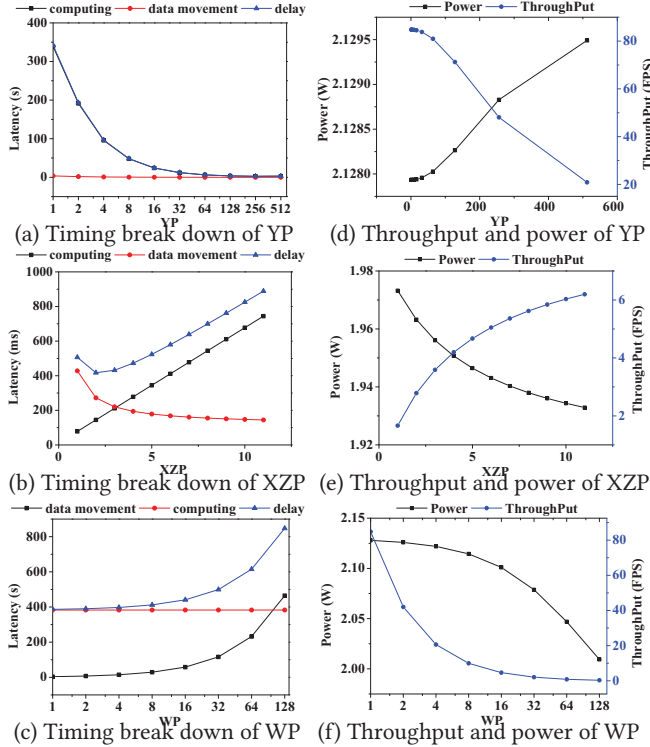 computing data movement delay
400
300
200
100
0
Latency (s)
1 2 4 8 16 32 64 128 256 512
YP
(a) Timing break down of YP
Power ThroughPut
2.1295
2.1290
2.1285
2.1280
Power (W)
80
60
40
20
ThroughPut (FPS)
0 200 400 600
YP
(d) Throughput and power of YP
computing data movement delay
1000
800
600
400
200
0
Latency (ms)
0 5 10
XZP
(b) Timing break down of XZP
Power ThroughPut
1.98
1.96
1.94
1.92
Power (W)
6
4
2
ThroughPut (FPS)
0 5 10
XZP
(e) Throughput and power of XZP
data movement computing delay
800
600
400
200
0
Latency (s)
1 2 4 8 16 32 64 128
WP
(c) Timing break down of WP
Power ThroughPut
2.15
2.10
2.05
2.00
Power (W)
80
60
40
20
0
ThroughPut (FPS)
1 2 4 8 16 32 64 128
WP
(f) Throughput and power of WP